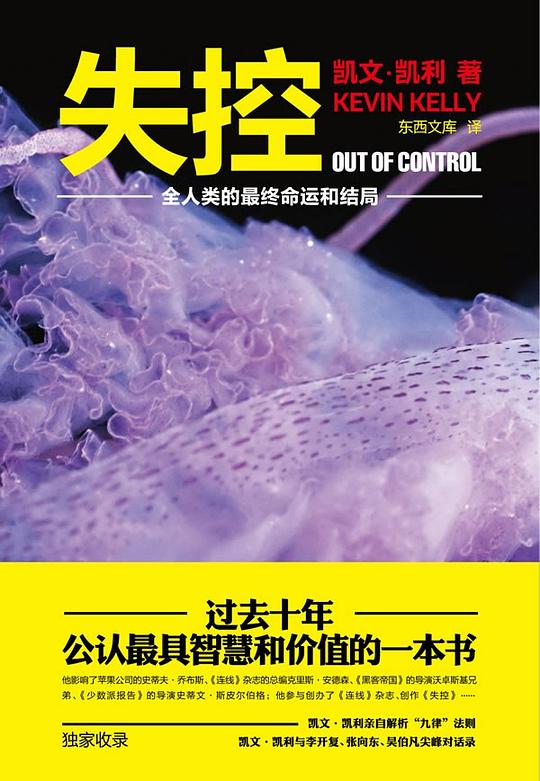 失控
凯文·凯利 著
KEVIN KELLY
东西文库 译
OUT OF CONTROL
全人类的最终命运和结局
过去十年
公认最具智慧和价值的一本书
他影响了苹果公司的史蒂夫·乔布斯、《连线》杂志的总编克里斯·安德森、《黑客帝国》的导演沃卓斯基兄
弟、《少数派报告》的导演史蒂文·斯皮尔伯格；他参与创办了《连线》杂志、创作《失控》……
独家收录
凯文·凯利亲自解析“九律”法则
凯文·凯利与李开复、张向东、吴伯凡尖峰对话录